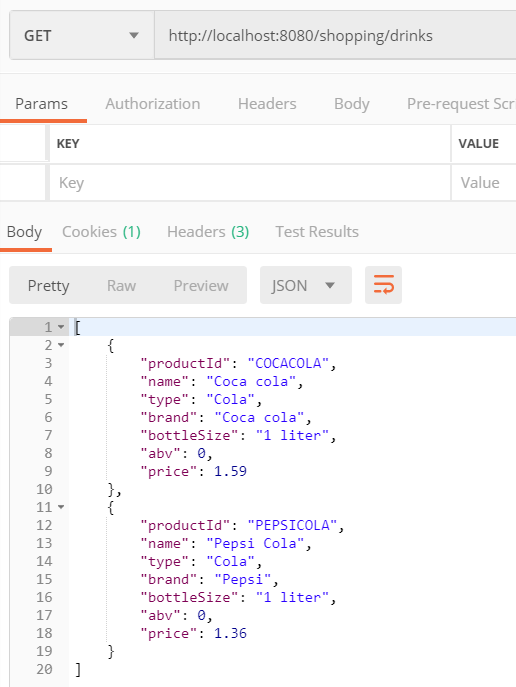 GET http://localhost:8080/shopping/drinks
Params Authorization Headers Body Pre-request Scr
KEY VALUE
Key Value
Body Cookies (1) Headers (3) Test Results
Pretty Raw Preview JSON
1 [
2 {
3 "productId": "COCACOLA",
4 "name": "Coca cola",
5 "type": "Cola",
6 "brand": "Coca cola",
7 "bottleSize": "1 liter",
8 "abv": 0,
9 "price": 1.59
10 },
11 {
12 "productId": "PEPSICOLA",
13 "name": "Pepsi Cola",
14 "type": "Cola",
15 "brand": "Pepsi",
16 "bottleSize": "1 liter",
17 "abv": 0,
18 "price": 1.36
19 }
20 ]